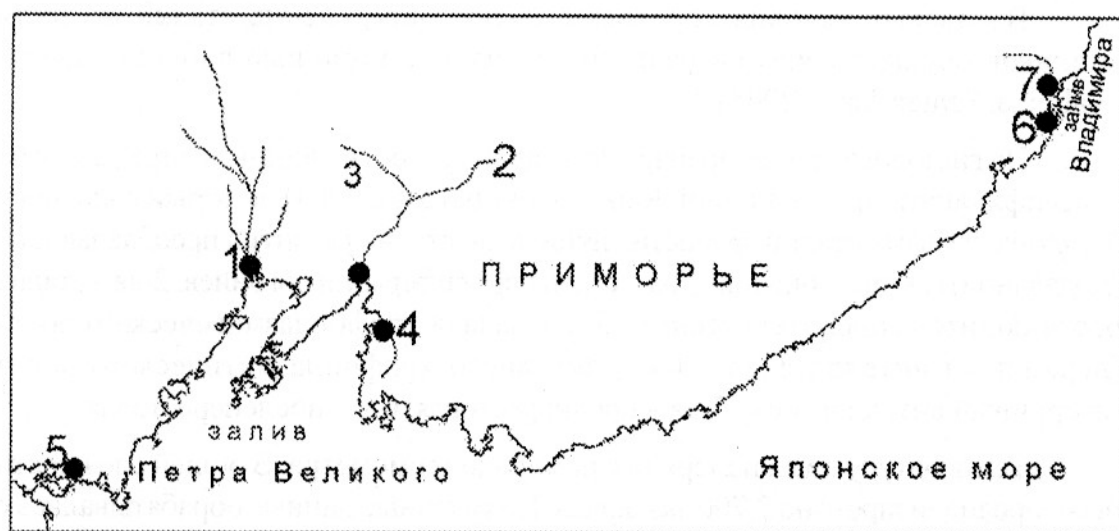 7
залив
Владимира
6
3
2
1
ПРИМОРЬЕ
4
залив
5
Петра Великого
Японское море